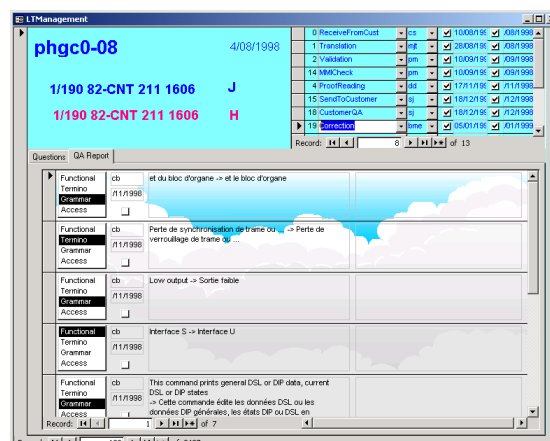 LTManagement
phgc0-08
4/08/1998
1/190 82-CNT 211 1606 J
1/190 82-CNT 211 1606 H
0 ReceiveFromCust cs 10/08/199 /08/1998
1 Translation mjt 28/08/199 /08/1998
2 Validation pm 10/09/199 /09/1998
14 MMKCheck pm 10/09/199 /09/1998
4 ProofReading dd 17/11/199 /11/1998
15 SendToCustomer sj 18/12/199 /12/1998
18 CustomerQA sj 18/12/199 /12/1998
19 Correction bme 05/01/199 /01/1999
Record: 8 of 13
Questions QA Report
Functional cb et du bloc d'organe -> et le bloc d'organe
Termino
Grammar /11/1998
Access
Functional cb Perte de synchronisation de trame ou ... -> Perte de
Termino verrouillage de trame ou ...
Grammar /11/1998
Access
Functional cb Low output -> Sortie faible
Termino
Grammar /11/1998
Access
Functional cb Interface S -> Interface U
Termino
Grammar /11/1998
Access
Functional cb This command prints general DSL or DIP data, current
Termino DSL or DIP states
Grammar /11/1998 -> Cette commande édite les données DSL ou les
Access données DIP générales, les états DIP ou DSL en
Record: 1 of 7